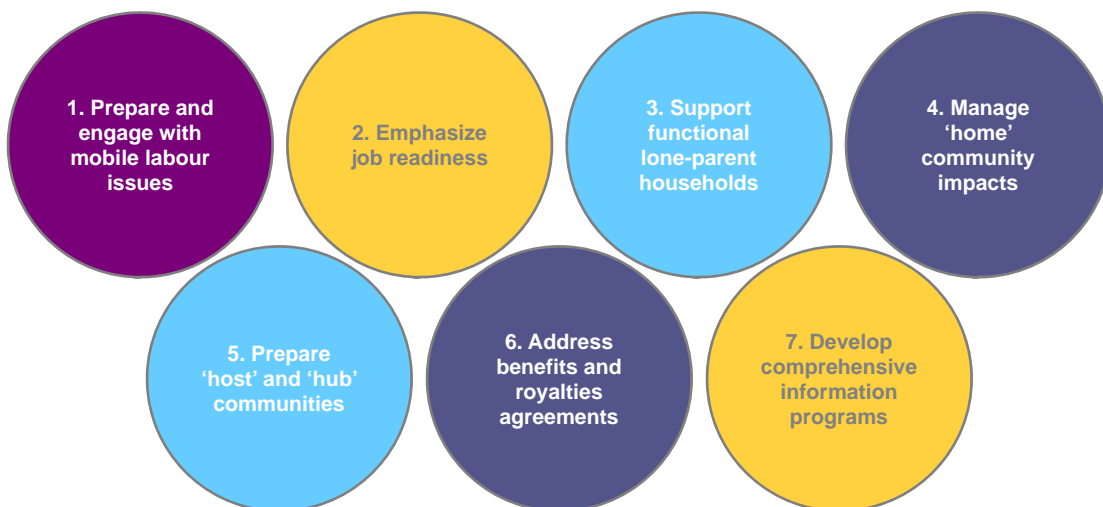 1. Prepare and
engage with
mobile labour
issues
2. Emphasize
job readiness
3. Support
functional
lone-parent
households
4. Manage
‘home’
community
impacts
5. Prepare
‘host’ and ‘hub’
communities
6. Address
benefits and
royalties
agreements
7. Develop
comprehensive
information
programs